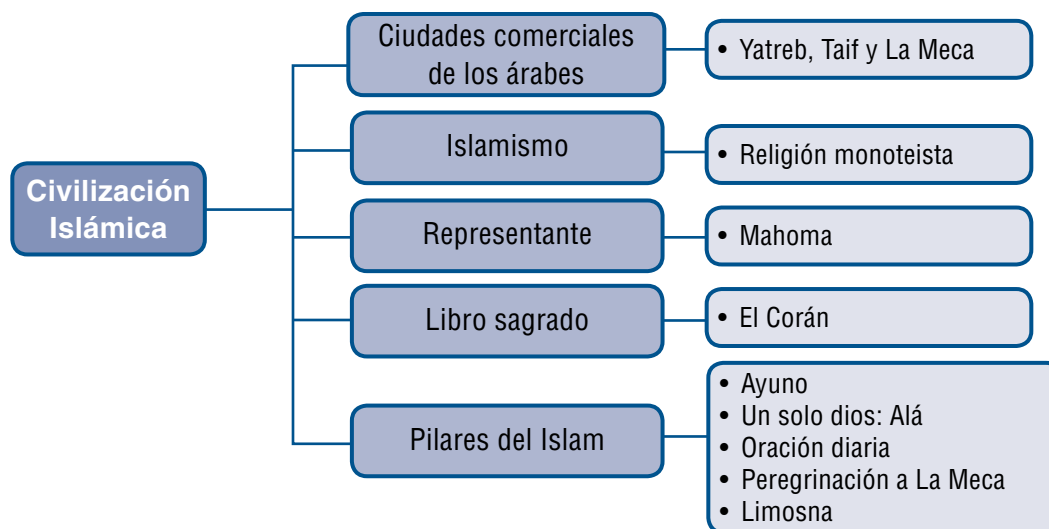 Civilización
Islámica
Ciudades comerciales
de los árabes
• Yatreb, Taif y La Meca
Islamismo
• Religión monoteista
Representante
• Mahoma
Libro sagrado
• El Corán
Pilares del Islam
• Ayuno
• Un solo dios: Alá
• Oración diaria
• Peregrinación a La Meca
• Limosna